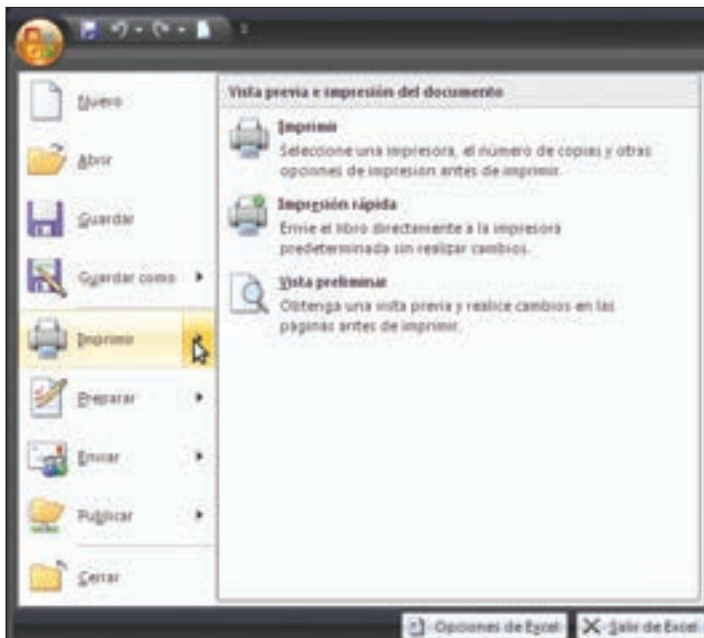 Nuevo
Abrir
Guardar
Guardar como
Imprimir
Preparar
Enviar
Publicar
Cerrar
Vista previa e impresión del documento
Imprimir
Seleccione una impresora, el número de copias y otras
opciones de impresión antes de imprimir.
Impresión rápida
Envíe el libro directamente a la impresora
predeterminada sin realizar cambios.
Vista preliminar
Obtenga una vista previa y realice cambios en las
páginas antes de imprimir.
Opciones de Excel
Salir de Excel